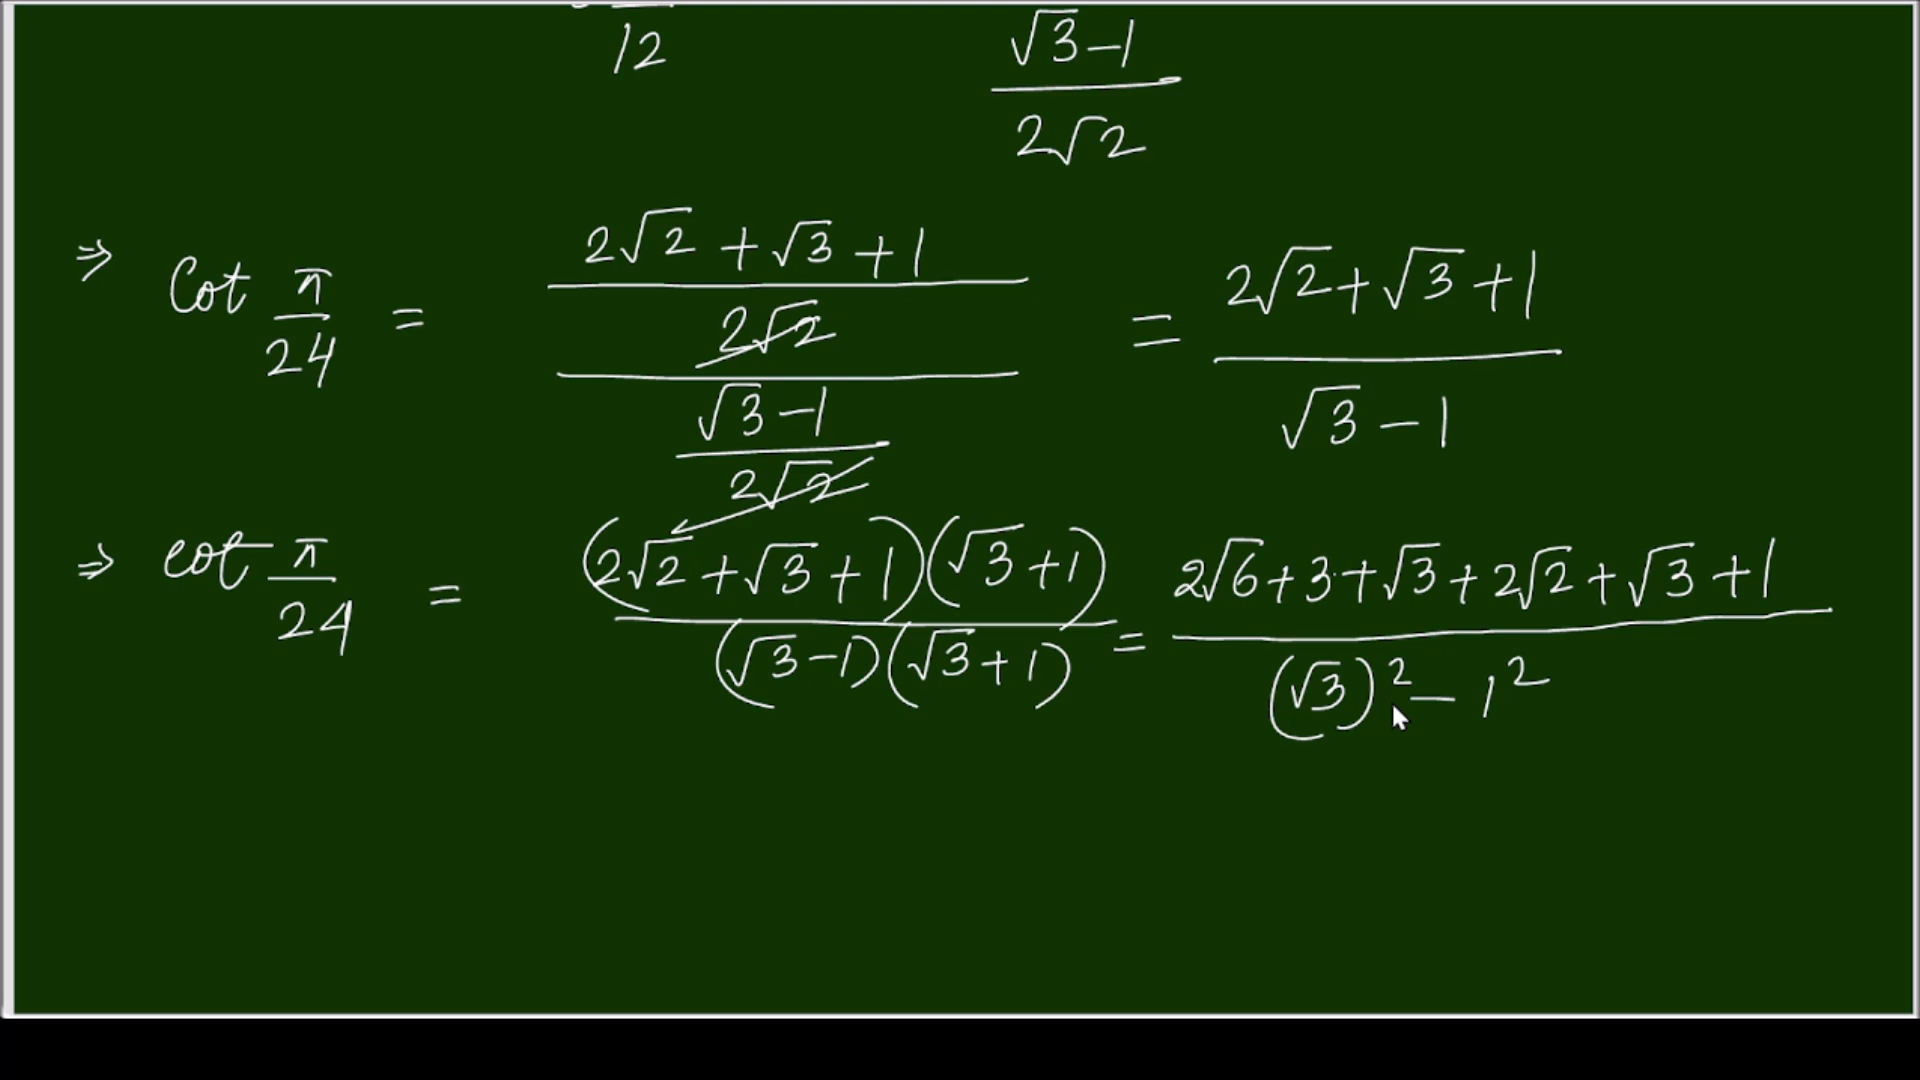 12    √3-1 / 2√2
⇒ Cot π/24 = ((2√2 + √3 + 1) / 2√2) / ((√3-1) / 2√2) = (2√2+√3+1) / (√3-1)
⇒ cot π/24 = (2√2+√3+1)(√3+1) / (√3-1)(√3+1) = (2√6+3+√3+2√2+√3+1) / ((√3)² - 1²)